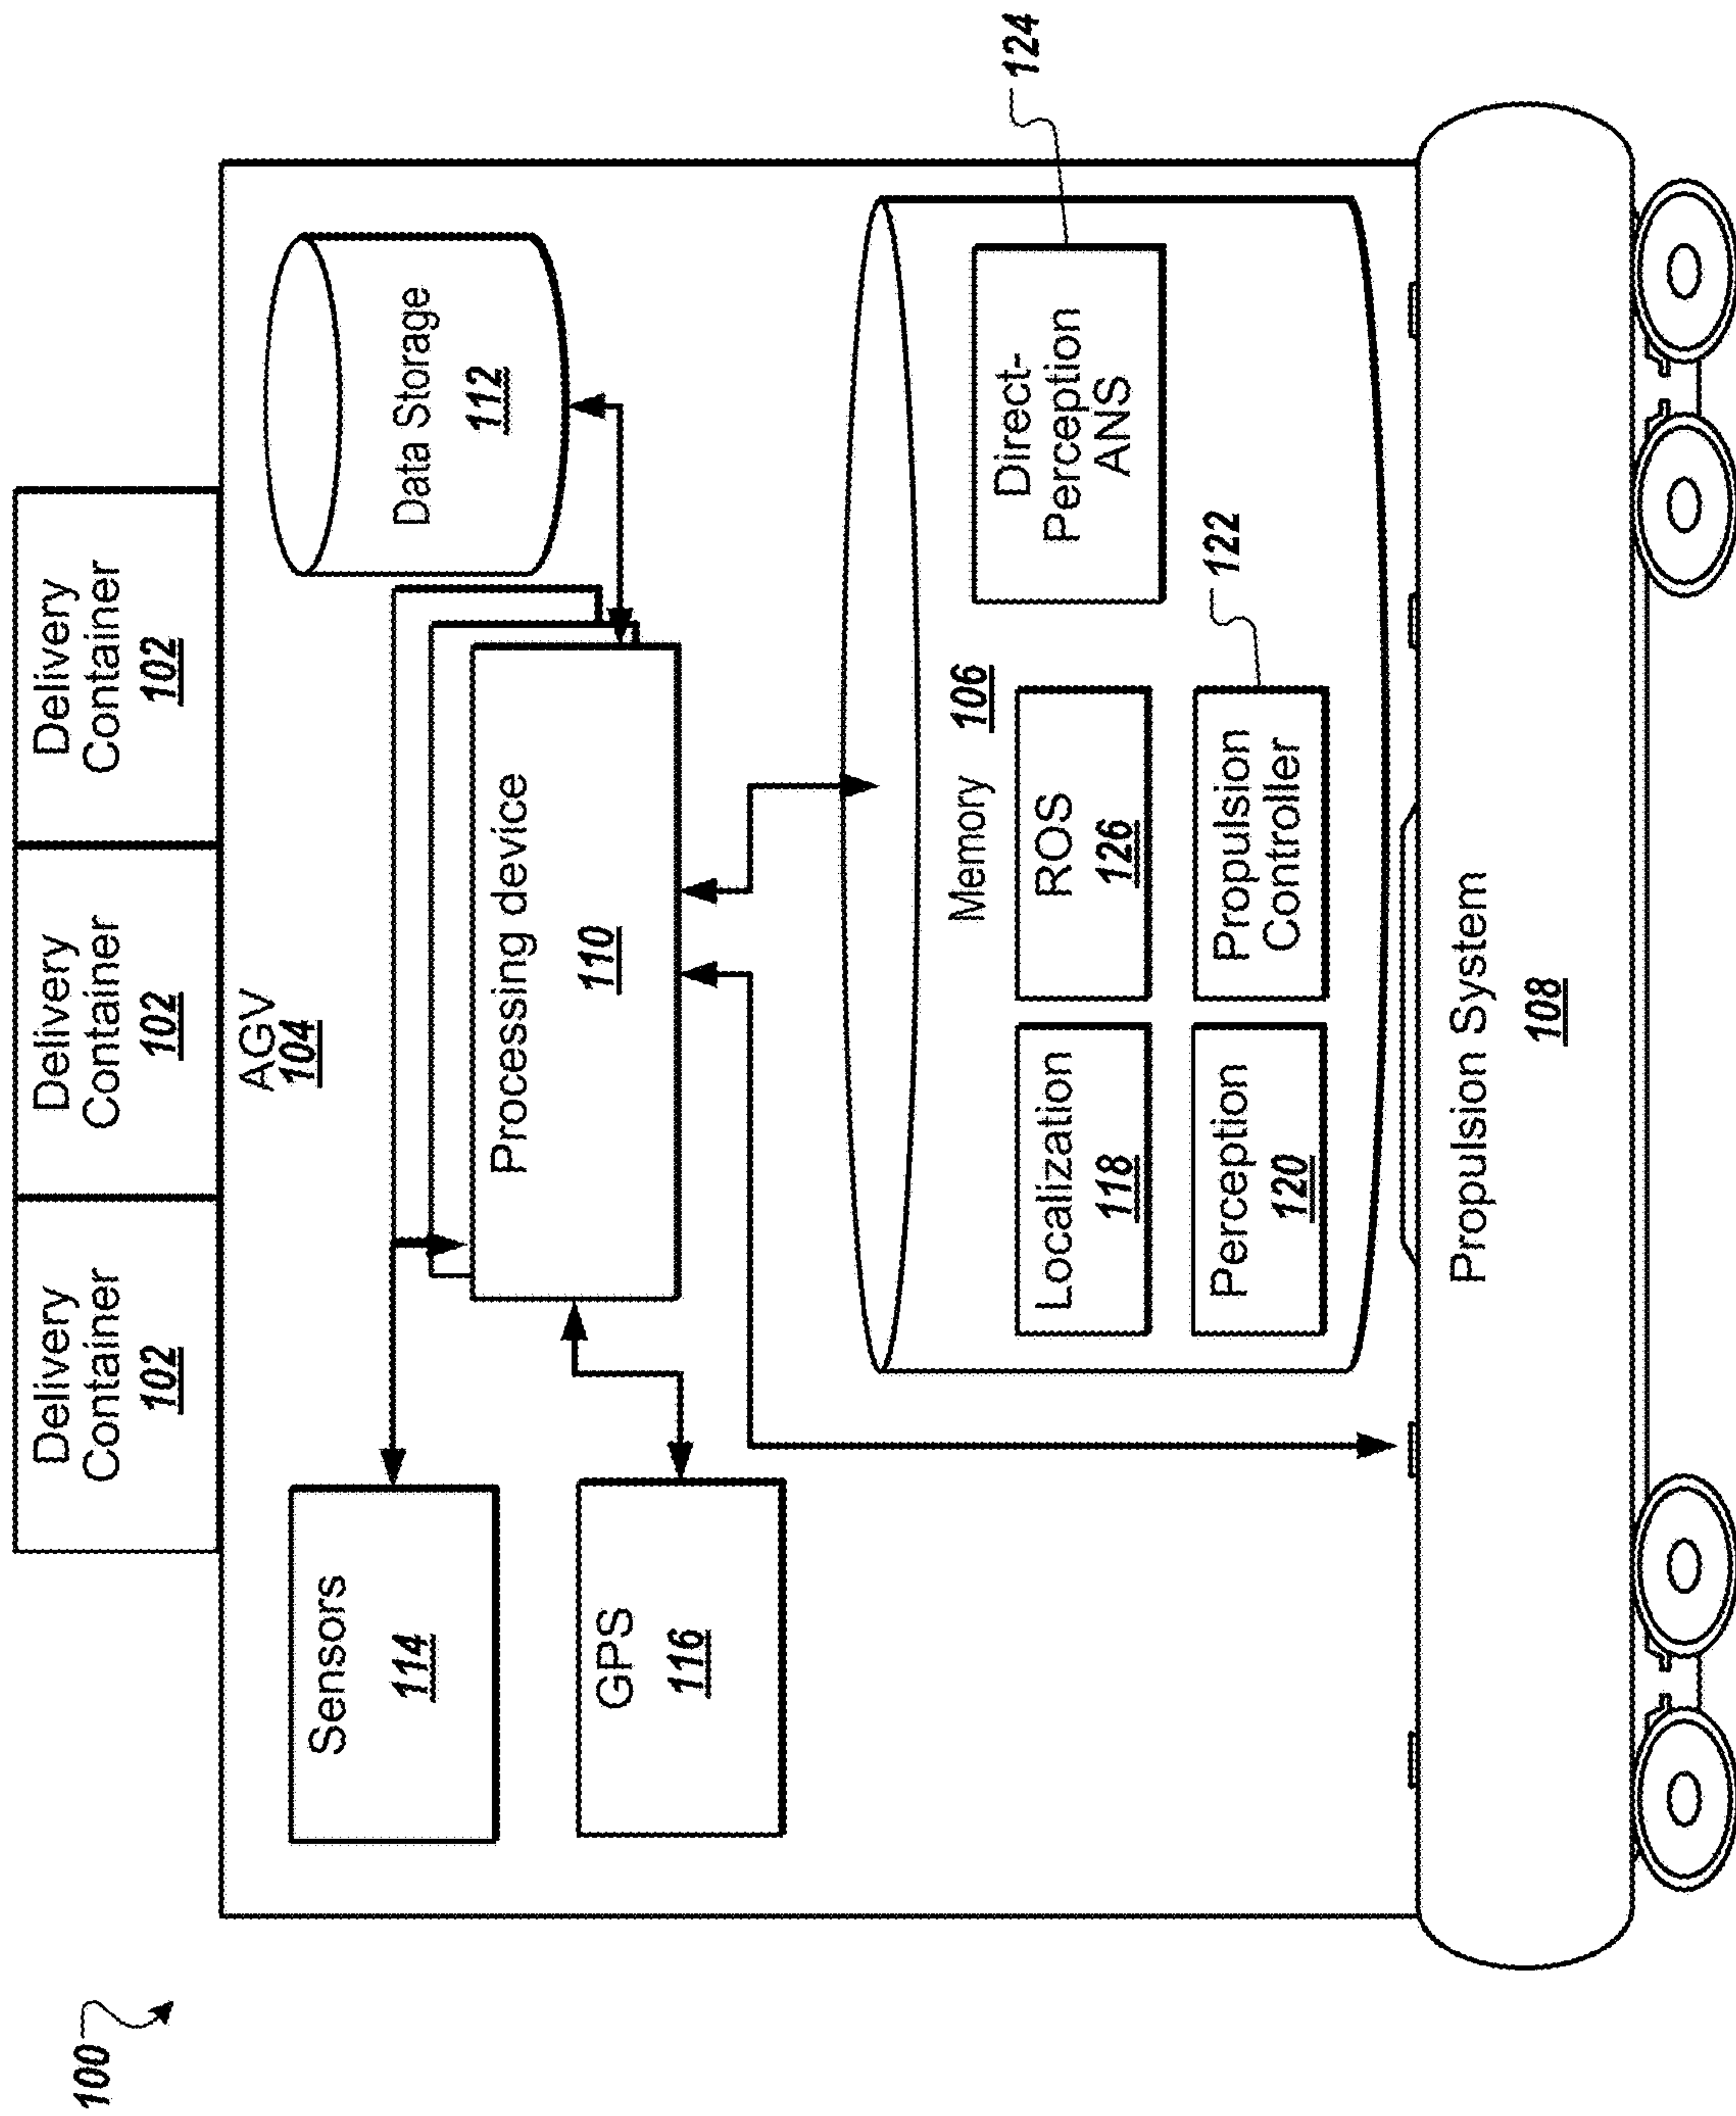 100
Delivery
Container
102
Delivery
Container
102
Delivery
Container
102
AGV
104
Sensors
114
GPS
116
Processing device
110
Data Storage
112
Memory
106
Localization
118
ROS
126
Perception
120
Propulsion
Controller
122
Direct-
Perception
ANS
124
Propulsion System
108